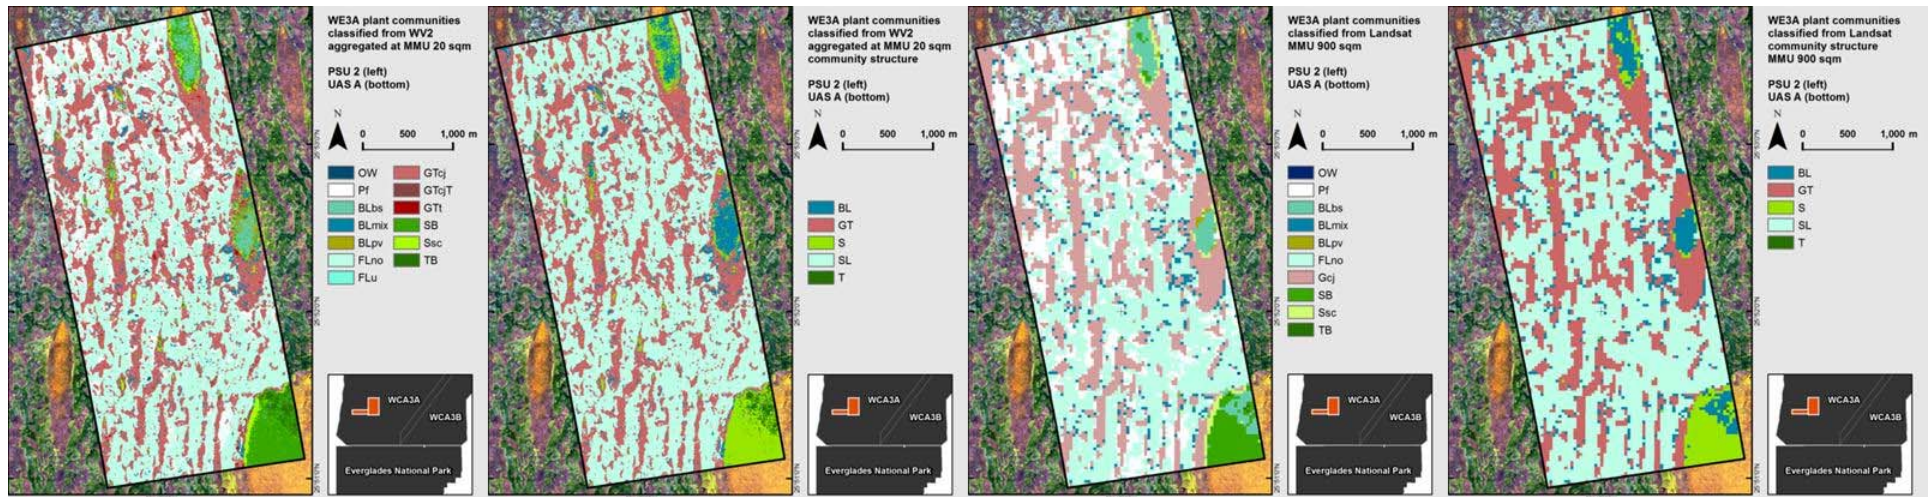 WE3A plant communities
classified from WV2
aggregated at MMU 20 sqm
PSU 2 (left)
UAS A (bottom)
N
0 500 1,000 m
OW GTcj
Pf GTcjT
BLbs GTt
BLmix SB
BLpv Ssc
FLno TB
FLu
WCA3A
WCA3B
Everglades National Park
WE3A plant communities
classified from WV2
aggregated at MMU 20 sqm
community structure
PSU 2 (left)
UAS A (bottom)
N
0 500 1,000 m
BL
GT
S
SL
T
WCA3A
WCA3B
Everglades National Park
WE3A plant communities
classified from Landsat
MMU 900 sqm
PSU 2 (left)
UAS A (bottom)
N
0 500 1,000 m
OW
Pf
BLbs
BLmix
BLpv
FLno
Gcj
SB
Ssc
TB
WCA3A
WCA3B
Everglades National Park
WE3A plant communities
classified from Landsat
community structure
MMU 900 sqm
PSU 2 (left)
UAS A (bottom)
N
0 500 1,000 m
BL
GT
S
SL
T
WCA3A
WCA3B
Everglades National Park